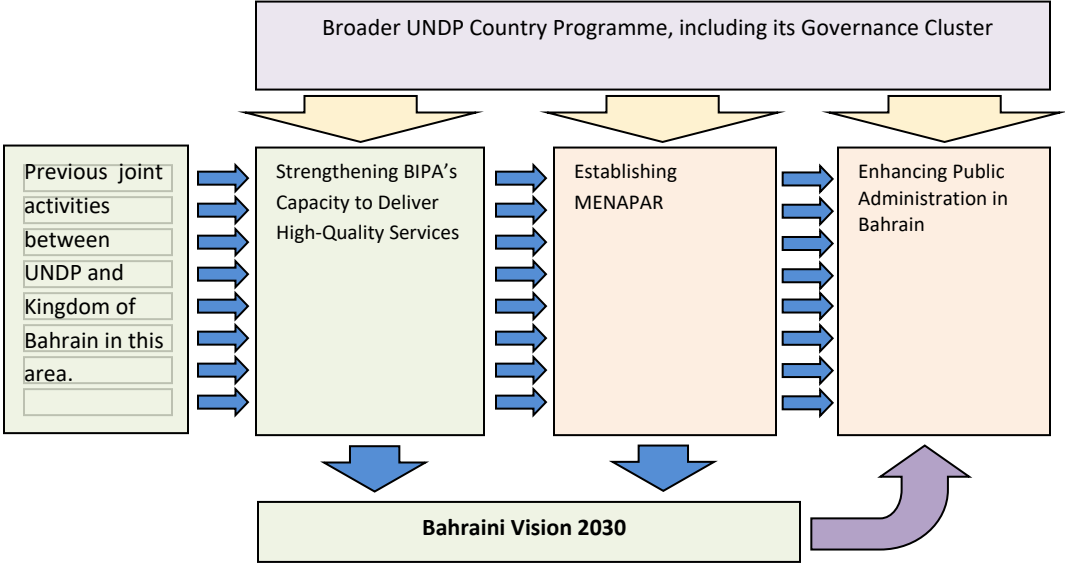 Broader UNDP Country Programme, including its Governance Cluster
Previous joint
activities
between
UNDP and
Kingdom of
Bahrain in this
area.
Strengthening BIPA's
Capacity to Deliver
High-Quality Services
Establishing
MENAPAR
Enhancing Public
Administration in
Bahrain
Bahraini Vision 2030